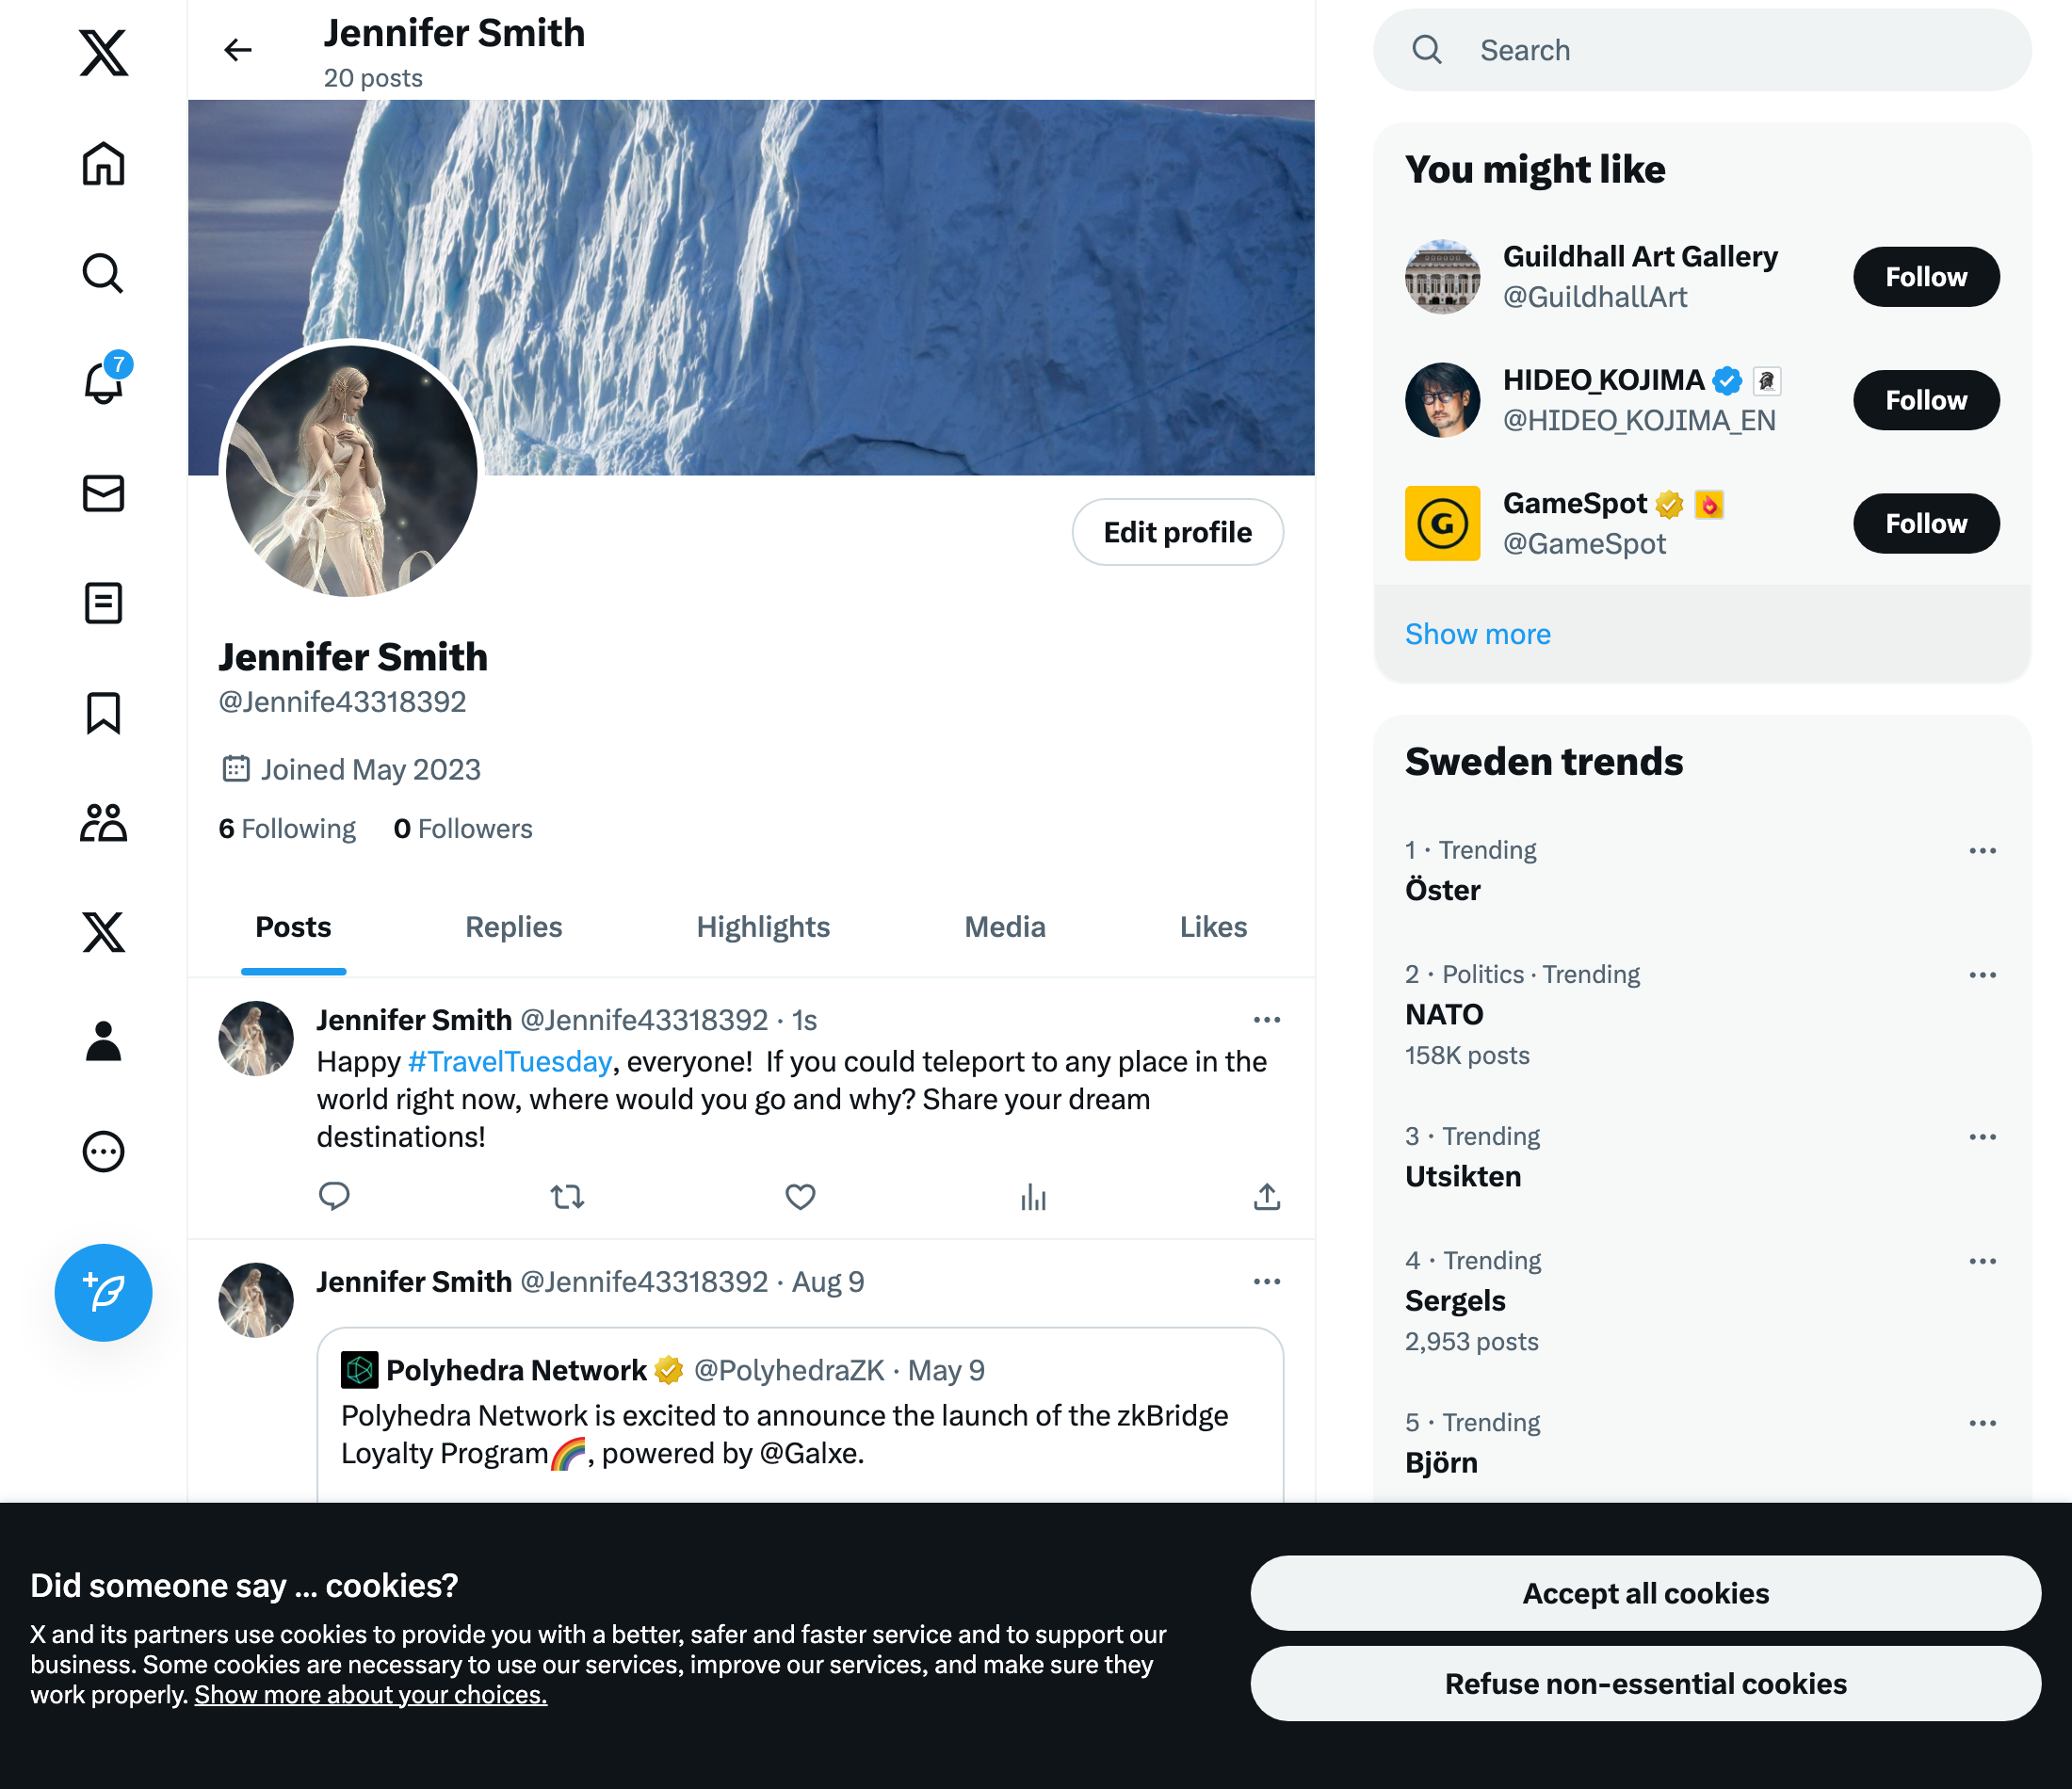 Jennifer Smith
20 posts
7
Edit profile
Jennifer Smith
@Jennife43318392
Joined May 2023
6 Following 0 Followers
Posts Replies Highlights Media Likes
Jennifer Smith @Jennife43318392 · 1s
Happy #TravelTuesday, everyone! If you could teleport to any place in the
world right now, where would you go and why? Share your dream
destinations!
Jennifer Smith @Jennife43318392 · Aug 9
Polyhedra Network @PolyhedraZK · May 9
Polyhedra Network is excited to announce the launch of the zkBridge
Loyalty Program🌈, powered by @Galxe.
Search
You might like
Guildhall Art Gallery
@GuildhallArt
Follow
HIDEO_KOJIMA
@HIDEO_KOJIMA_EN
Follow
G
GameSpot
@GameSpot
Follow
Show more
Sweden trends
1 · Trending
Öster
2 · Politics · Trending
NATO
158K posts
3 · Trending
Utsikten
4 · Trending
Sergels
2,953 posts
5 · Trending
Björn
Did someone say … cookies?
X and its partners use cookies to provide you with a better, safer and faster service and to support our
business. Some cookies are necessary to use our services, improve our services, and make sure they
work properly. Show more about your choices.
Accept all cookies
Refuse non-essential cookies